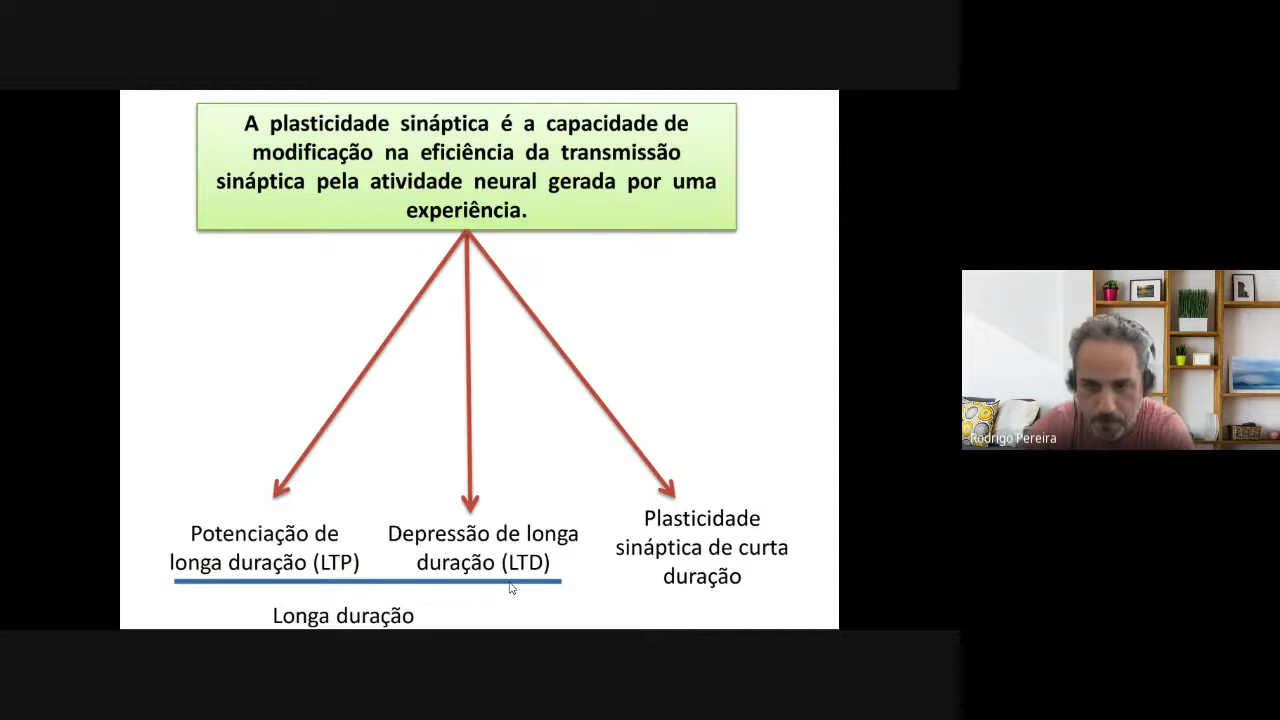 A plasticidade sináptica é a capacidade de
modificação na eficiência da transmissão
sináptica pela atividade neural gerada por uma
experiência.
Potenciação de
longa duração (LTP)
Depressão de longa
duração (LTD)
Plasticidade
sináptica de curta
duração
Longa duração
Rodrigo Pereira